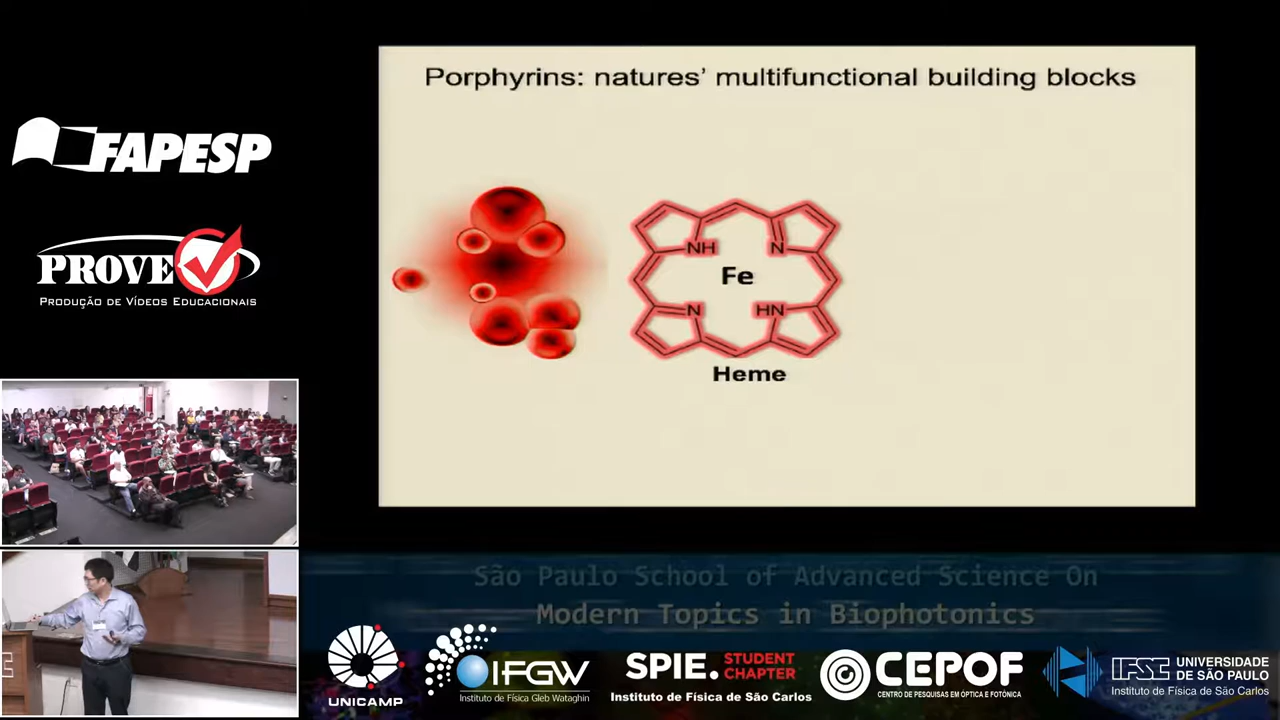 Porphyrins: natures' multifunctional building blocks
FAPESP
PROVE
PRODUÇÃO DE VÍDEOS EDUCACIONAIS
NH
N
Fe
N
HN
Heme
São Paulo School of Advanced Science On
Modern Topics in Biophotonics
UNICAMP
IFGW
Instituto de Física Gleb Wataghin
SPIE. STUDENT CHAPTER
Instituto de Física de São Carlos
CEPOF
CENTRO DE PESQUISAS EM ÓPTICA E FOTÔNICA
IFSC UNIVERSIDADE DE SÃO PAULO
Instituto de Física de São Carlos